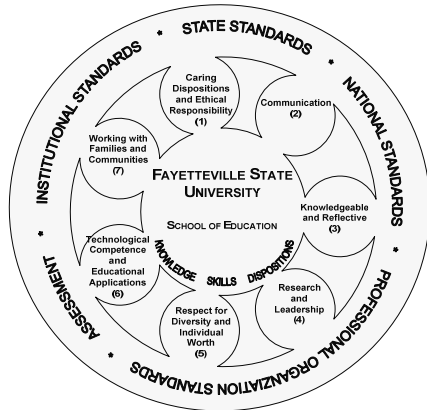 STATE STANDARDS
NATIONAL STANDARDS
PROFESSIONAL ORGANZIATION STANDARDS
ASSESSMENT
INSTITUTIONAL STANDARDS
Caring
Dispositions
and Ethical
Responsibility
(1)
Communication
(2)
Knowledgeable
and Reflective
(3)
Research
and
Leadership
(4)
Respect for
Diversity and
Individual
Worth
(5)
Technological
Competence
and
Educational
Applications
(6)
Working with
Families and
Communities
(7)
FAYETTEVILLE STATE
UNIVERSITY
SCHOOL OF EDUCATION
KNOWLEDGE SKILLS DISPOSITIONS